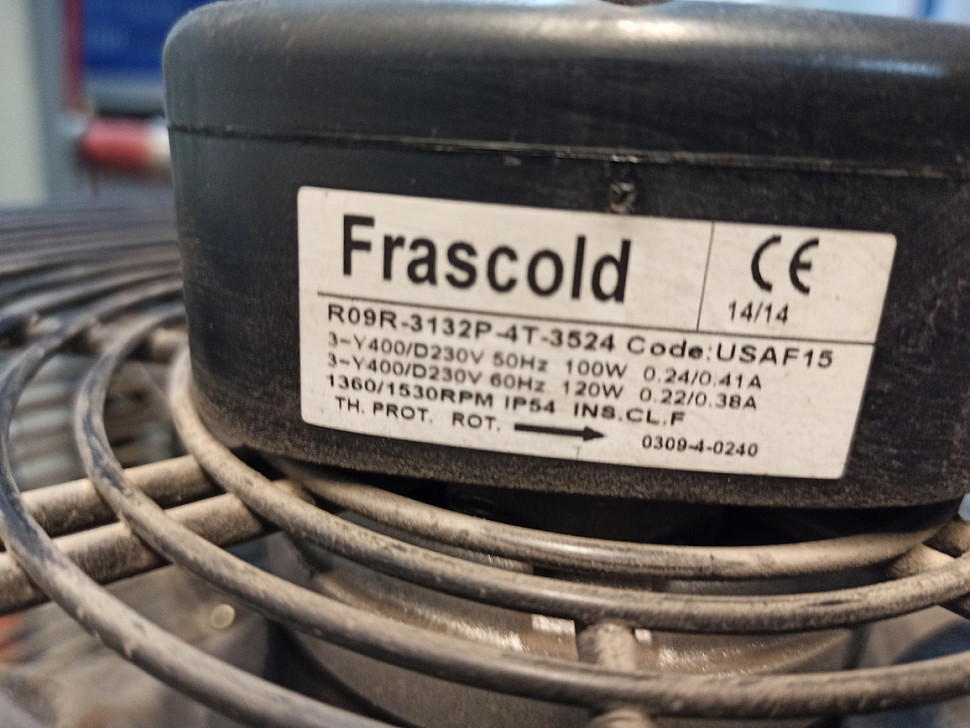 Frascold
CE
14/14
R09R-3132P-4T-3524 Code:USAF15
3~Y400/D230V 50Hz 100W 0.24/0.41A
3~Y400/D230V 60Hz 120W 0.22/0.38A
1360/1530RPM IP54 INS.CL.F
TH. PROT. ROT. 0309-4-0240